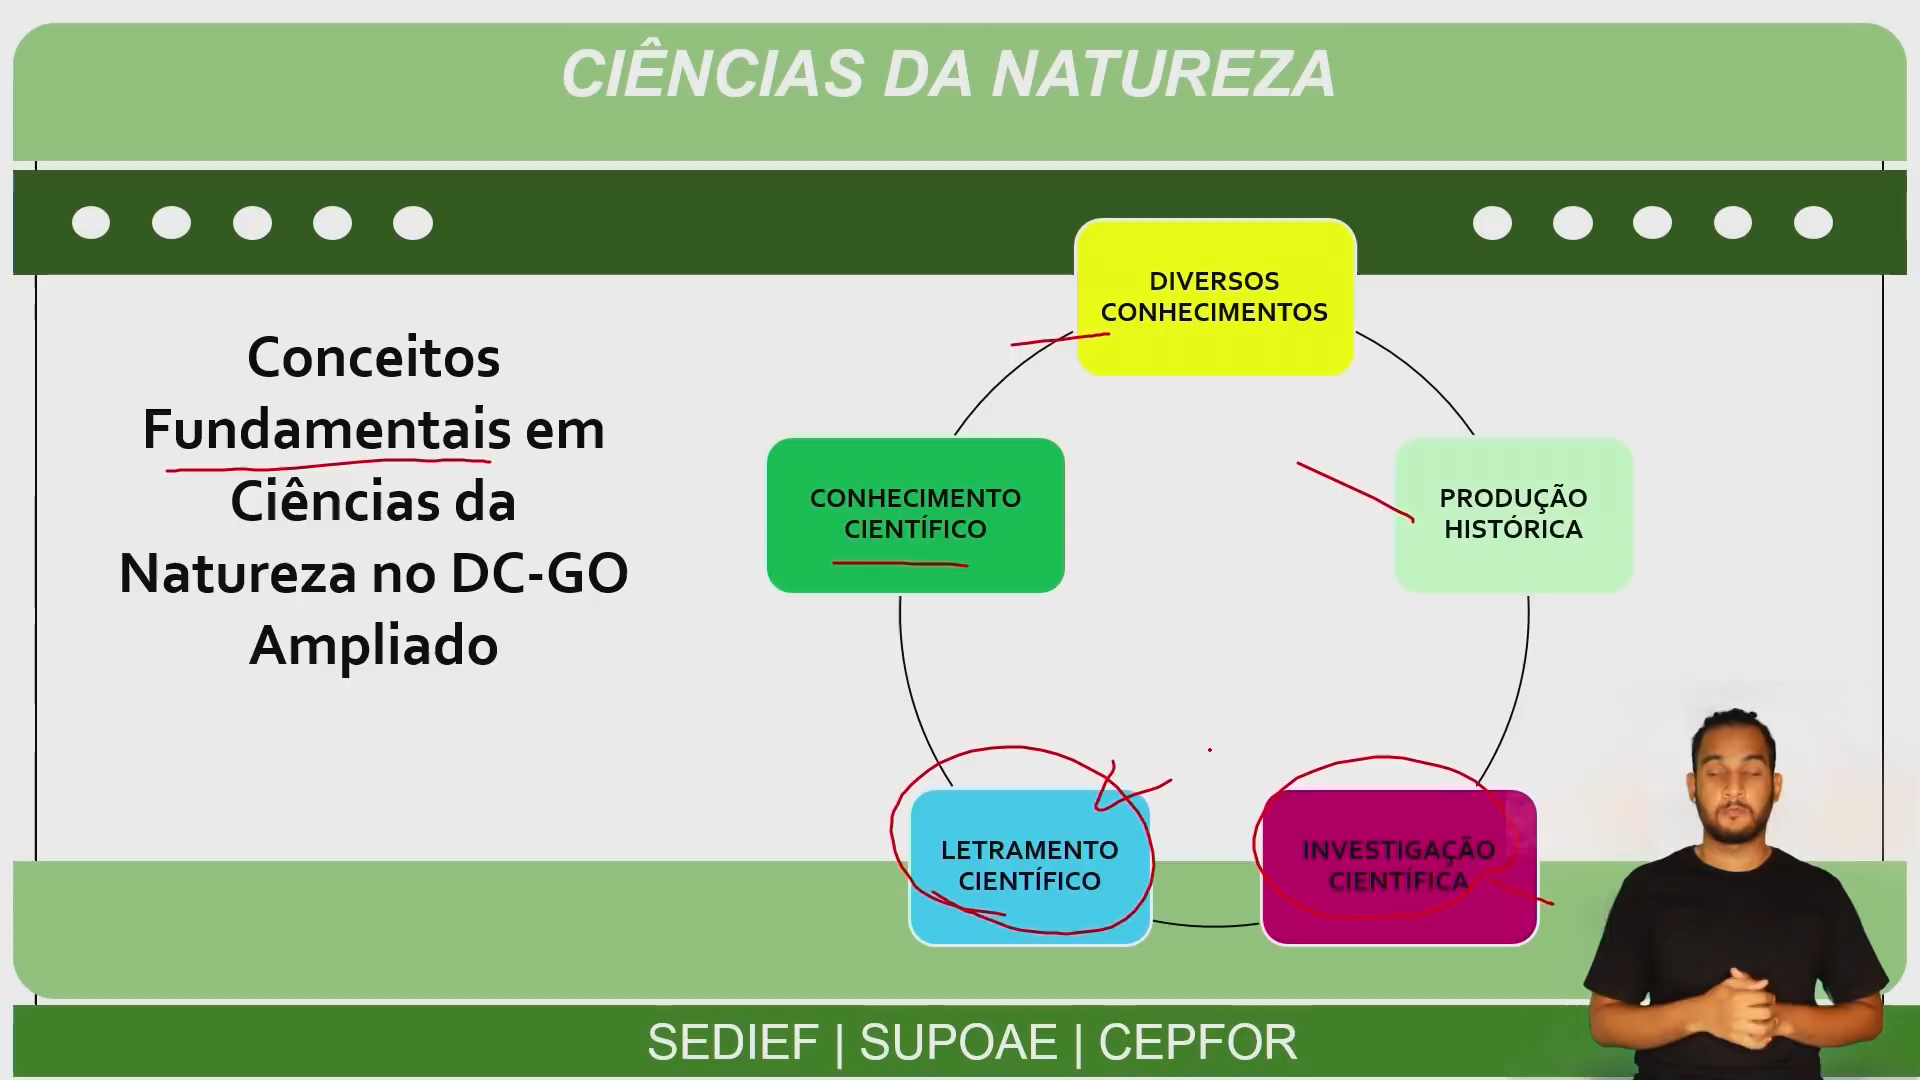 CIÊNCIAS DA NATUREZA
Conceitos
Fundamentais em
Ciências da
Natureza no DC-GO
Ampliado
DIVERSOS
CONHECIMENTOS
PRODUÇÃO
HISTÓRICA
INVESTIGAÇÃO
CIENTÍFICA
LETRAMENTO
CIENTÍFICO
CONHECIMENTO
CIENTÍFICO
SEDIEF | SUPOAE | CEPFOR